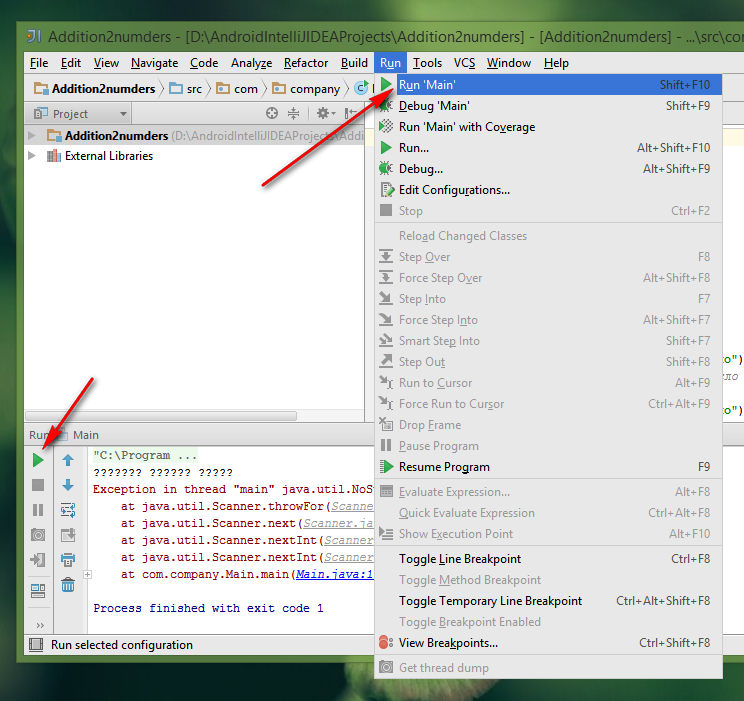 Addition2numders - [D:\AndroidIntelliJIDEAProjects\Addition2numders] - [Addition2numders] - ...\src\com
File Edit View Navigate Code Analyze Refactor Build Run Tools VCS Window Help
Addition2numders src com company
Project
Addition2numders (D:\AndroidIntelliJIDEAProjects\Addi
External Libraries
Run 'Main' Shift+F10
Debug 'Main' Shift+F9
Run 'Main' with Coverage
Run... Alt+Shift+F10
Debug... Alt+Shift+F9
Edit Configurations...
Stop Ctrl+F2
Reload Changed Classes
Step Over F8
Force Step Over Alt+Shift+F8
Step Into F7
Force Step Into Alt+Shift+F7
Smart Step Into Shift+F7
Step Out Shift+F8
Run to Cursor Alt+F9
Force Run to Cursor Ctrl+Alt+F9
Drop Frame
Pause Program
Resume Program F9
Evaluate Expression... Alt+F8
Quick Evaluate Expression Ctrl+Alt+F8
Show Execution Point Alt+F10
Toggle Line Breakpoint Ctrl+F8
Toggle Method Breakpoint
Toggle Temporary Line Breakpoint Ctrl+Alt+Shift+F8
Toggle Breakpoint Enabled
View Breakpoints... Ctrl+Shift+F8
Get thread dump
o")
ло
o")
Run Main
"C:\Program ...
??????? ?????? ?????
Exception in thread "main" java.util.NoS
at java.util.Scanner.throwFor(Scanner
at java.util.Scanner.next(Scanner.ja
at java.util.Scanner.nextInt(Scanner
at java.util.Scanner.nextInt(Scanner
at com.company.Main.main(Main.java:1
Process finished with exit code 1
Run selected configuration